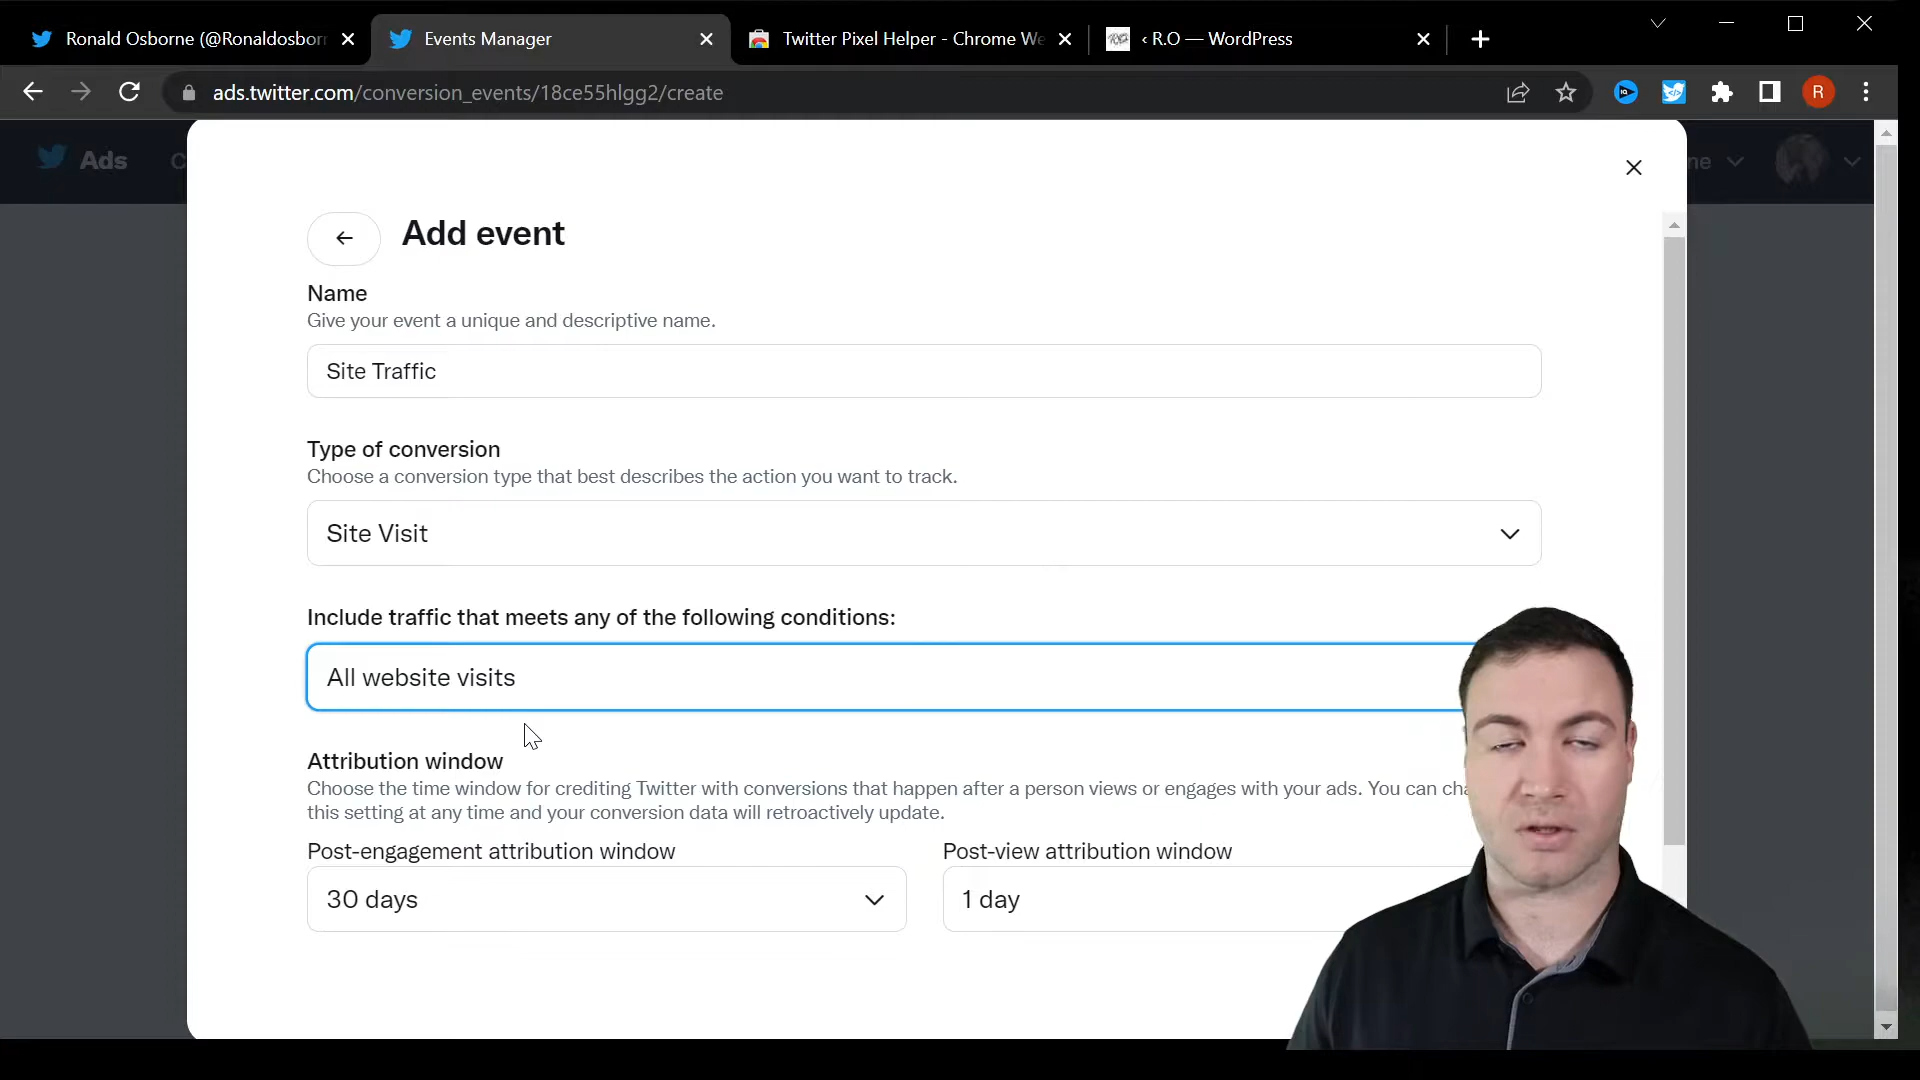 Ronald Osborne (@Ronaldosborn
Events Manager
Twitter Pixel Helper - Chrome We
‹ R.O — WordPress
ads.twitter.com/conversion_events/18ce55hlgg2/create
R
Ads
C
ne
Add event
Name
Give your event a unique and descriptive name.
Site Traffic
Type of conversion
Choose a conversion type that best describes the action you want to track.
Site Visit
Include traffic that meets any of the following conditions:
All website visits
Attribution window
Choose the time window for crediting Twitter with conversions that happen after a person views or engages with your ads. You can cha
this setting at any time and your conversion data will retroactively update.
Post-engagement attribution window
Post-view attribution window
30 days
1 day